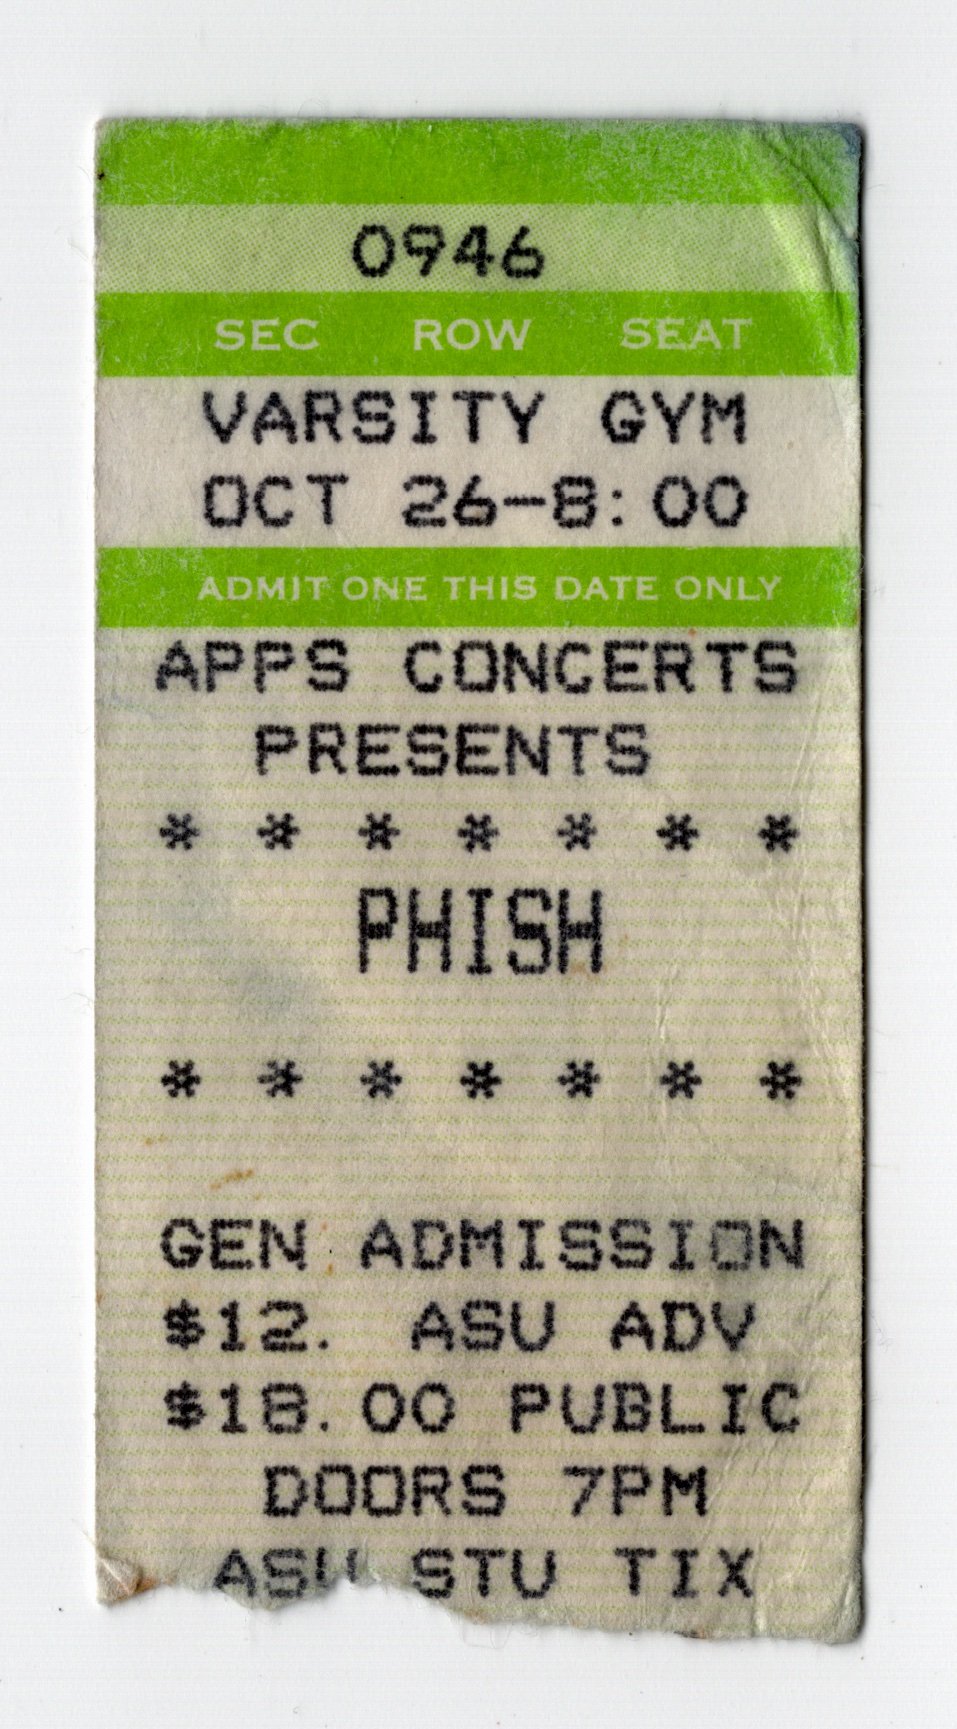 0946
SEC ROW SEAT
VARSITY GYM
OCT 26-8:00
ADMIT ONE THIS DATE ONLY
APPS CONCERTS
PRESENTS
* * * * * * *
PHISH
* * * * * * *
GEN ADMISSION
$12. ASU ADV
$18.00 PUBLIC
DOORS 7PM
ASU STU TIX